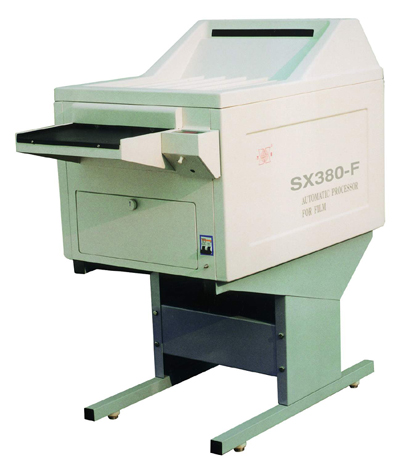 SX380-F
AUTOMATIC PROCESSOR
FOR FILM